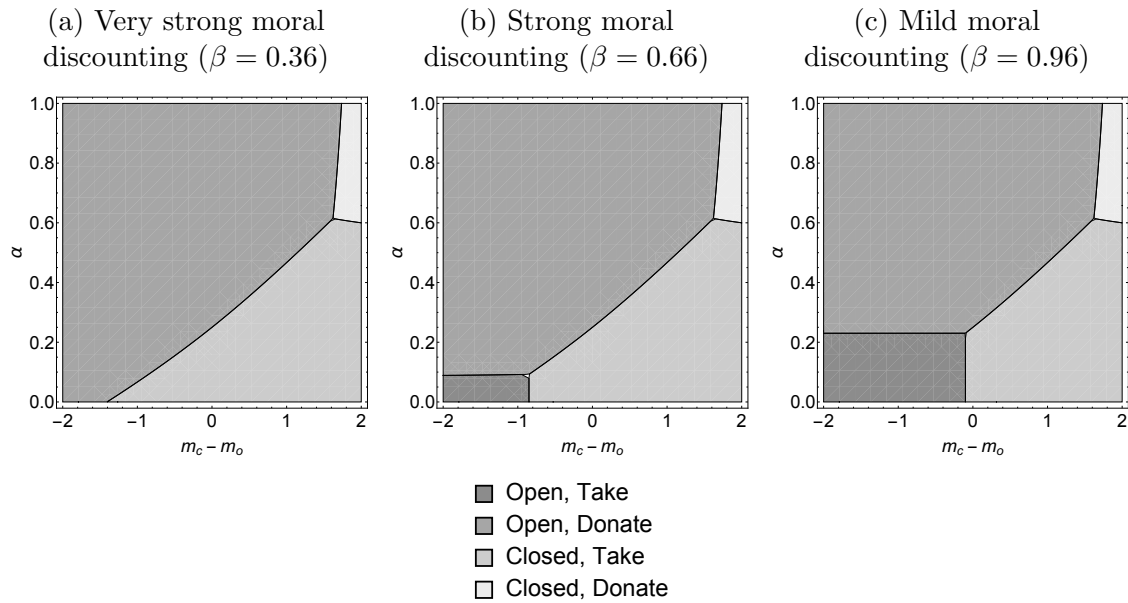 (a) Very strong moral
discounting (β = 0.36)
(b) Strong moral
discounting (β = 0.66)
(c) Mild moral
discounting (β = 0.96)
1.0
0.8
0.6
0.4
0.2
0.0
α
−2 −1 0 1 2
m_c − m_o
1.0
0.8
0.6
0.4
0.2
0.0
α
−2 −1 0 1 2
m_c − m_o
1.0
0.8
0.6
0.4
0.2
0.0
α
−2 −1 0 1 2
m_c − m_o
Open, Take
Open, Donate
Closed, Take
Closed, Donate